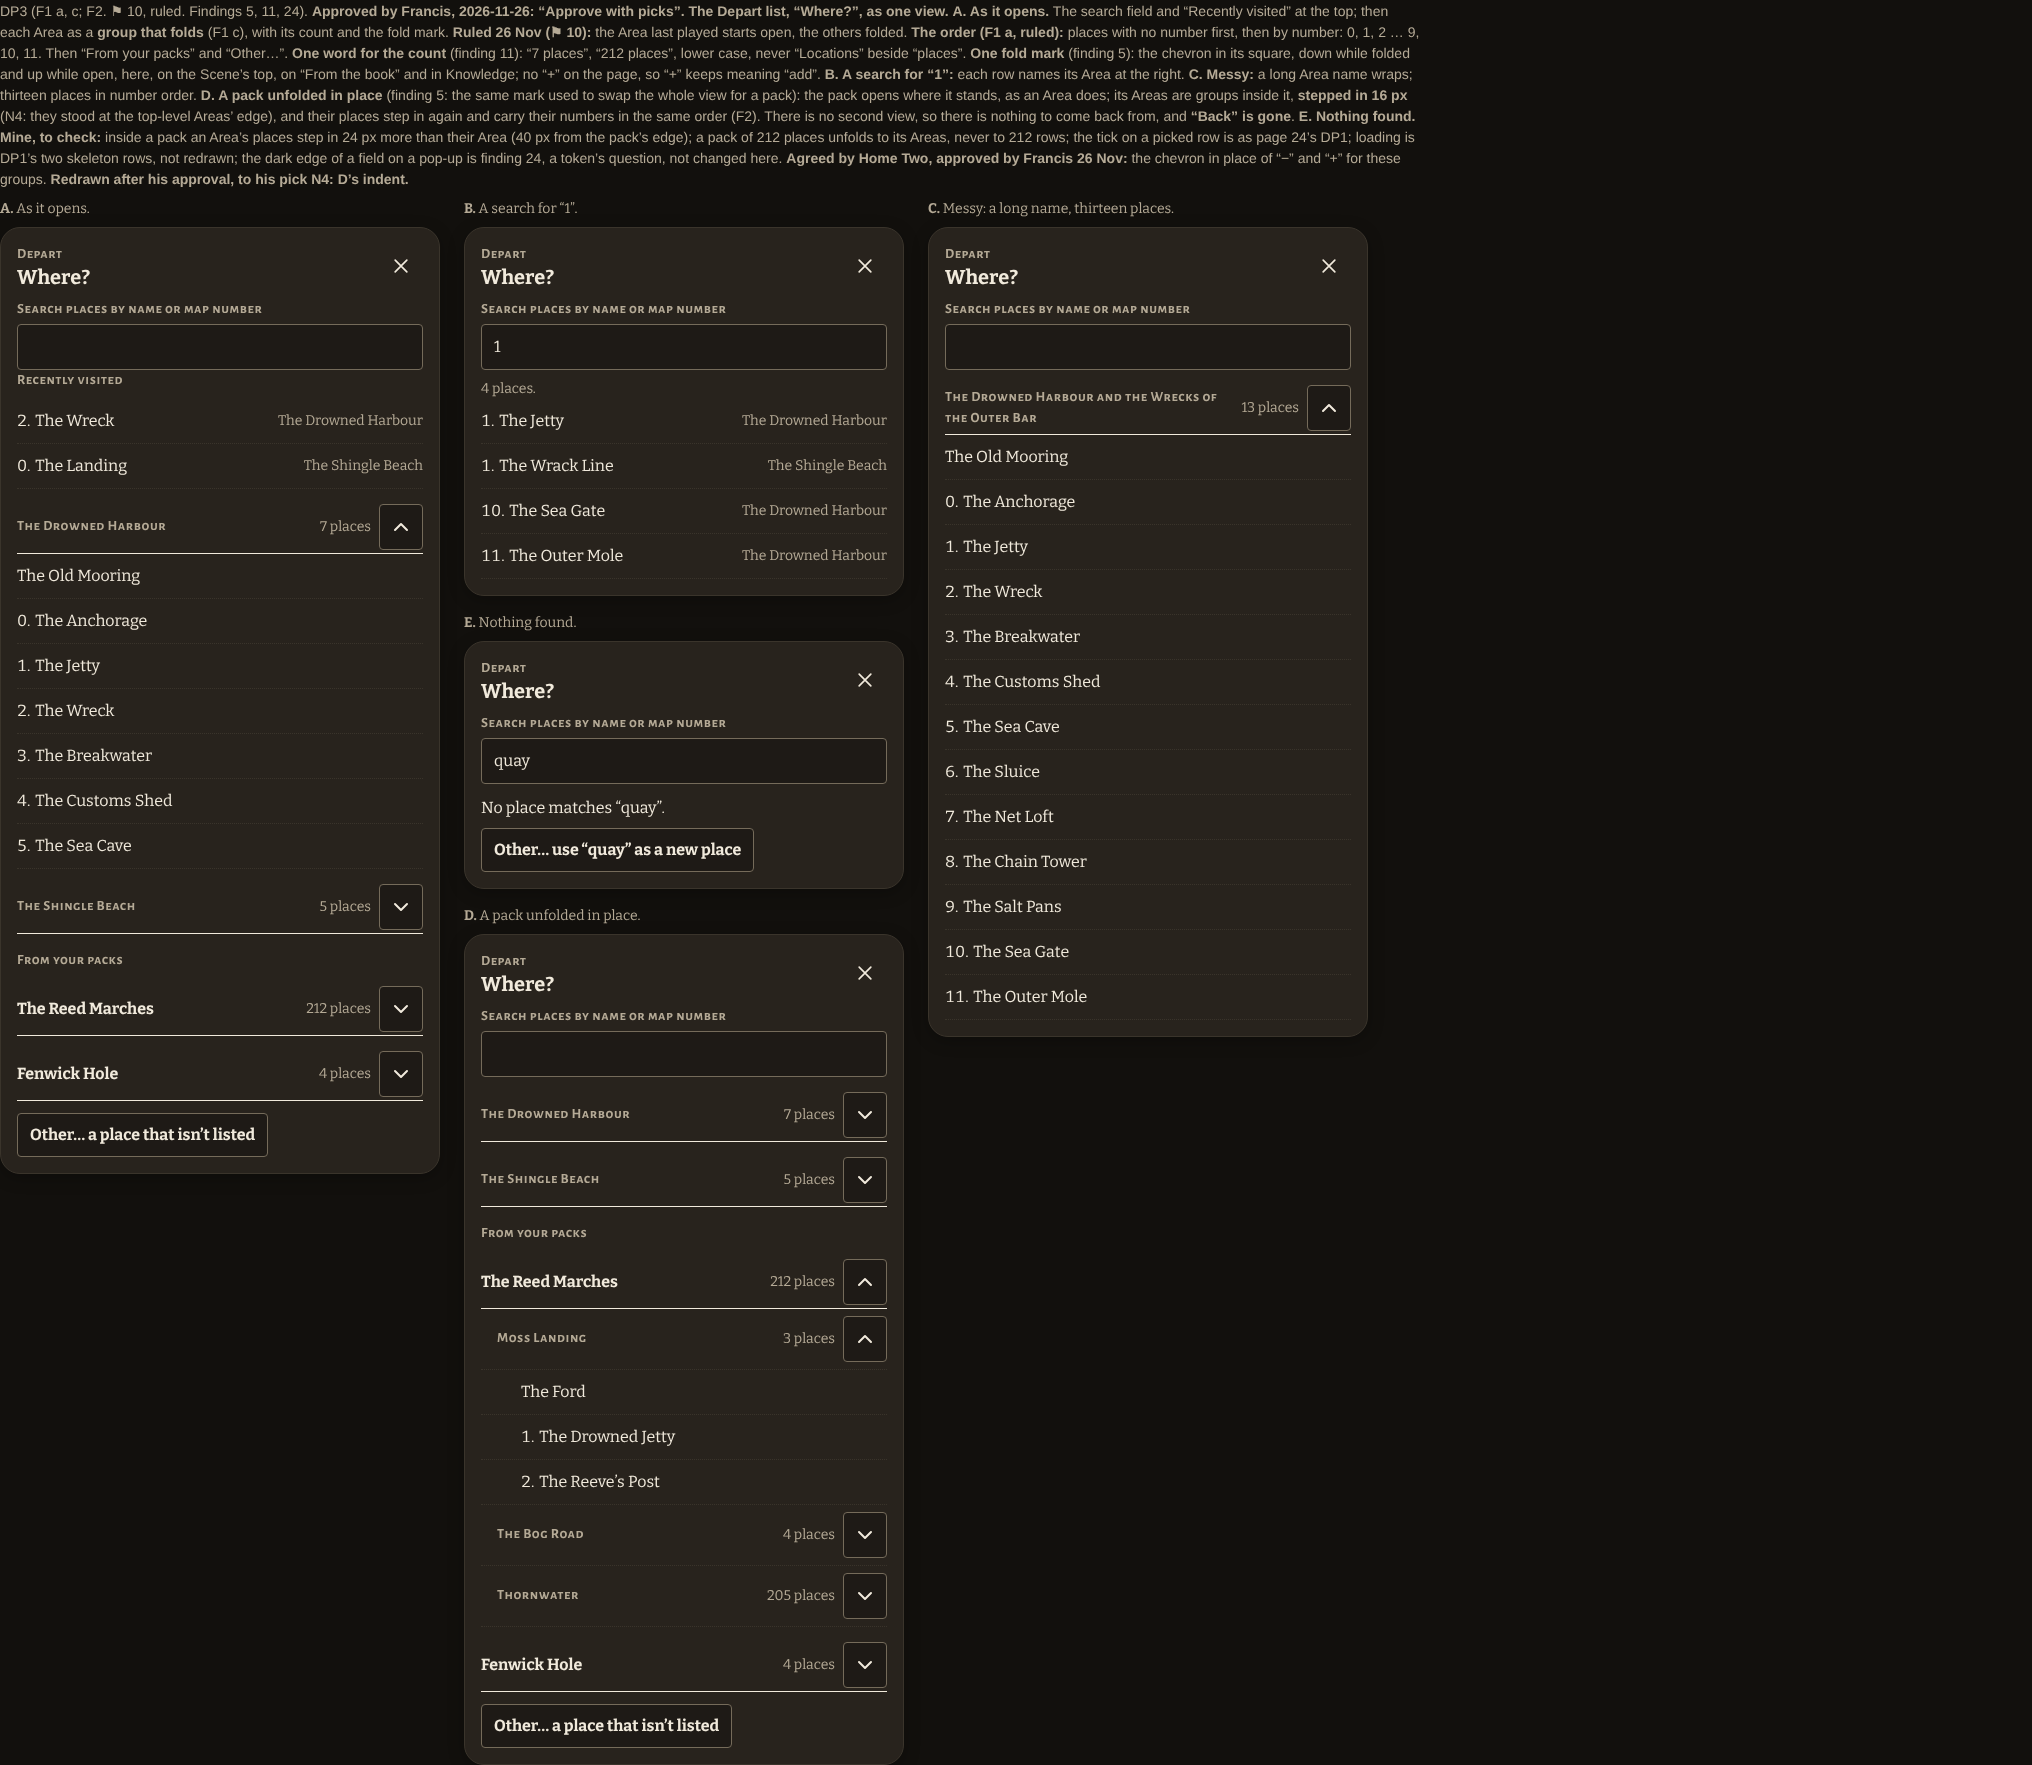 DP3 (F1 a, c; F2. ⚑ 10, ruled. Findings 5, 11, 24). Approved by Francis, 2026-11-26: “Approve with picks”. The Depart list, “Where?”, as one view. A. As it opens. The search field and “Recently visited” at the top; then
each Area as a group that folds (F1 c), with its count and the fold mark. Ruled 26 Nov (⚑ 10): the Area last played starts open, the others folded. The order (F1 a, ruled): places with no number first, then by number: 0, 1, 2 … 9,
10, 11. Then “From your packs” and “Other…”. One word for the count (finding 11): “7 places”, “212 places”, lower case, never “Locations” beside “places”. One fold mark (finding 5): the chevron in its square, down while folded
and up while open, here, on the Scene’s top, on “From the book” and in Knowledge; no “+” on the page, so “+” keeps meaning “add”. B. A search for “1”: each row names its Area at the right. C. Messy: a long Area name wraps;
thirteen places in number order. D. A pack unfolded in place (finding 5: the same mark used to swap the whole view for a pack): the pack opens where it stands, as an Area does; its Areas are groups inside it, stepped in 16 px
(N4: they stood at the top-level Areas’ edge), and their places step in again and carry their numbers in the same order (F2). There is no second view, so there is nothing to come back from, and “Back” is gone. E. Nothing found.
Mine, to check: inside a pack an Area’s places step in 24 px more than their Area (40 px from the pack’s edge); a pack of 212 places unfolds to its Areas, never to 212 rows; the tick on a picked row is as page 24’s DP1; loading is
DP1’s two skeleton rows, not redrawn; the dark edge of a field on a pop-up is finding 24, a token’s question, not changed here. Agreed by Home Two, approved by Francis 26 Nov: the chevron in place of “−” and “+” for these
groups. Redrawn after his approval, to his pick N4: D’s indent.
A. As it opens.
Depart
Where?
Search places by name or map number
Recently visited
2. The Wreck The Drowned Harbour
0. The Landing The Shingle Beach
The Drowned Harbour 7 places
The Old Mooring
0. The Anchorage
1. The Jetty
2. The Wreck
3. The Breakwater
4. The Customs Shed
5. The Sea Cave
The Shingle Beach 5 places
From your packs
The Reed Marches 212 places
Fenwick Hole 4 places
Other… a place that isn’t listed
B. A search for “1”.
Depart
Where?
Search places by name or map number
1
4 places.
1. The Jetty The Drowned Harbour
1. The Wrack Line The Shingle Beach
10. The Sea Gate The Drowned Harbour
11. The Outer Mole The Drowned Harbour
E. Nothing found.
Depart
Where?
Search places by name or map number
quay
No place matches “quay”.
Other… use “quay” as a new place
D. A pack unfolded in place.
Depart
Where?
Search places by name or map number
The Drowned Harbour 7 places
The Shingle Beach 5 places
From your packs
The Reed Marches 212 places
Moss Landing 3 places
The Ford
1. The Drowned Jetty
2. The Reeve’s Post
The Bog Road 4 places
Thornwater 205 places
Fenwick Hole 4 places
Other… a place that isn’t listed
C. Messy: a long name, thirteen places.
Depart
Where?
Search places by name or map number
The Drowned Harbour and the Wrecks of
the Outer Bar 13 places
The Old Mooring
0. The Anchorage
1. The Jetty
2. The Wreck
3. The Breakwater
4. The Customs Shed
5. The Sea Cave
6. The Sluice
7. The Net Loft
8. The Chain Tower
9. The Salt Pans
10. The Sea Gate
11. The Outer Mole